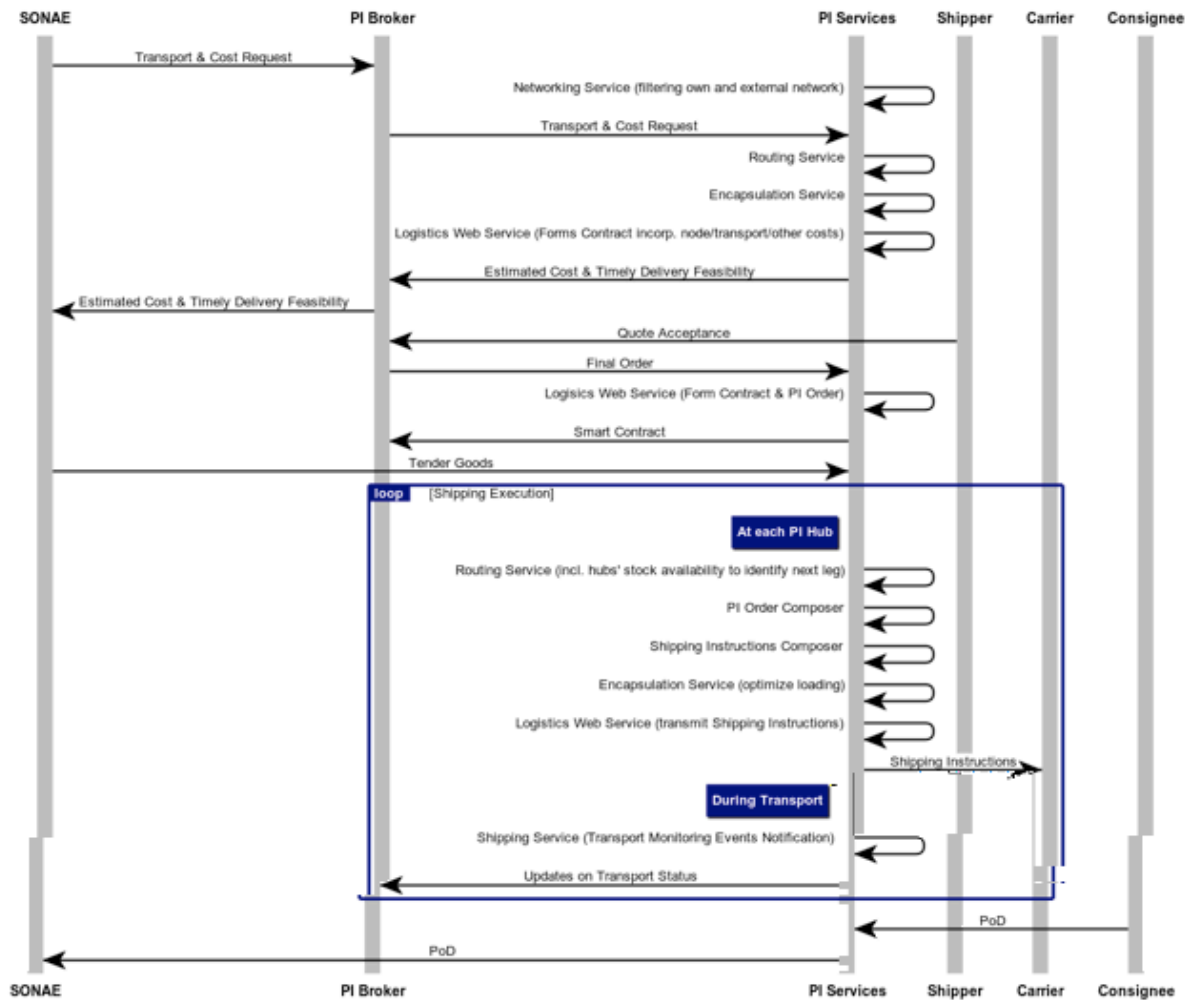 SONAE PI Broker PI Services Shipper Carrier Consignee
Transport & Cost Request
Networking Service (filtering own and external network)
Transport & Cost Request
Routing Service
Encapsulation Service
Logistics Web Service (Forms Contract incorp. node/transport/other costs)
Estimated Cost & Timely Delivery Feasibility
Estimated Cost & Timely Delivery Feasibility
Quote Acceptance
Final Order
Logisics Web Service (Form Contract & PI Order)
Smart Contract
Tender Goods
loop [Shipping Execution]
At each PI Hub
Routing Service (incl. hubs' stock availability to identify next leg)
PI Order Composer
Shipping Instructions Composer
Encapsulation Service (optimize loading)
Logistics Web Service (transmit Shipping Instructions)
Shipping Instructions
During Transport
Shipping Service (Transport Monitoring Events Notification)
Updates on Transport Status
PoD
PoD
SONAE PI Broker PI Services Shipper Carrier Consignee